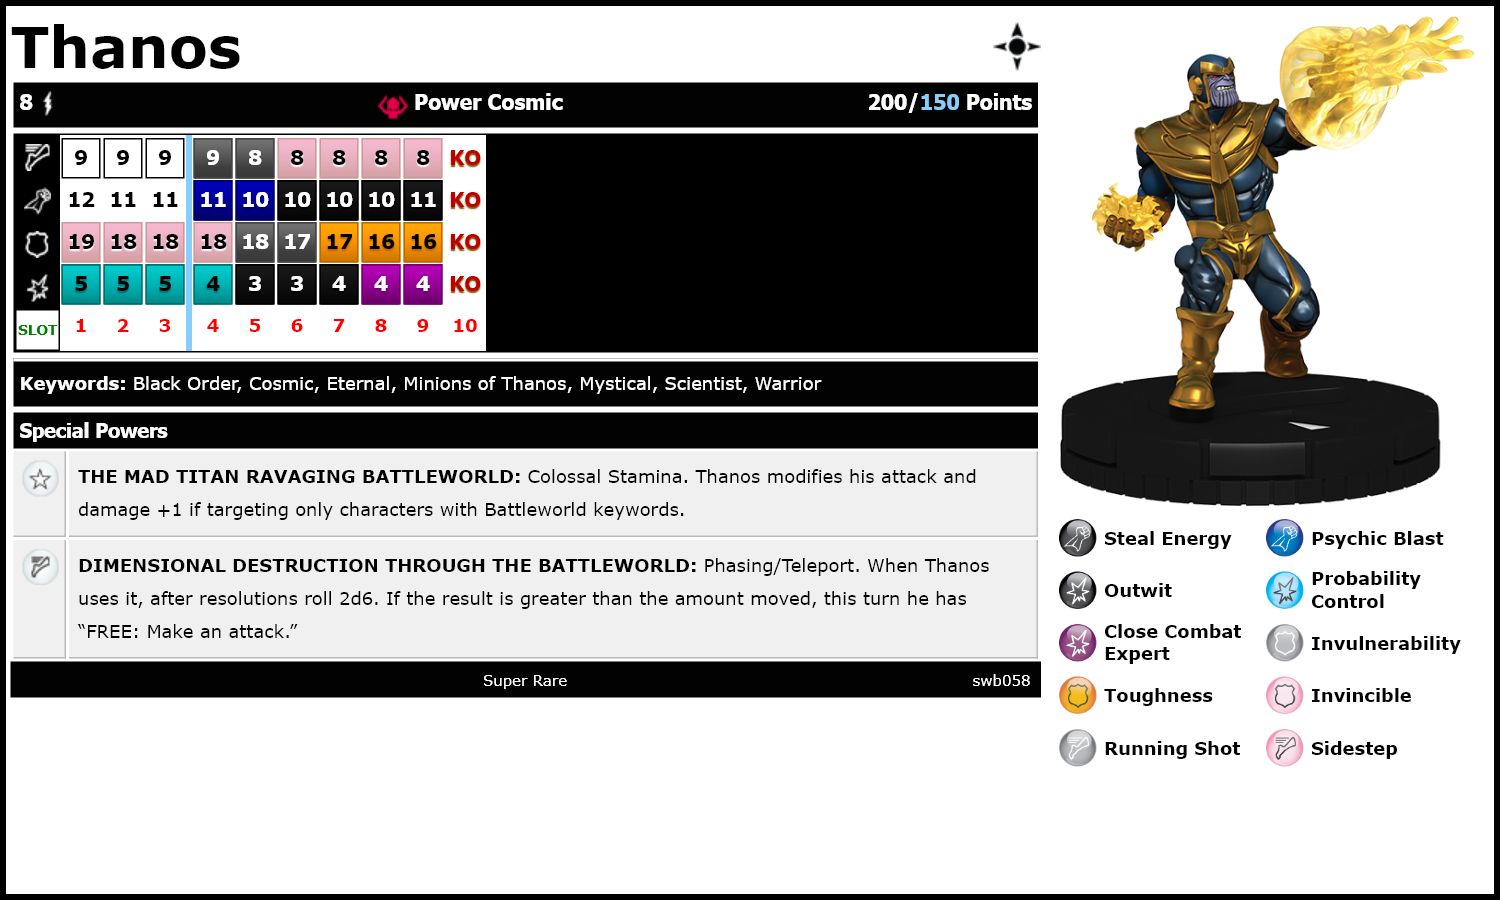 Thanos
8 Power Cosmic 200/150 Points
9 9 9 9 8 8 8 8 8 KO
12 11 11 11 10 10 10 10 11 KO
19 18 18 18 18 17 17 16 16 KO
5 5 5 4 3 3 4 4 4 KO
SLOT 1 2 3 4 5 6 7 8 9 10
Keywords: Black Order, Cosmic, Eternal, Minions of Thanos, Mystical, Scientist, Warrior
Special Powers
THE MAD TITAN RAVAGING BATTLEWORLD: Colossal Stamina. Thanos modifies his attack and
damage +1 if targeting only characters with Battleworld keywords.
DIMENSIONAL DESTRUCTION THROUGH THE BATTLEWORLD: Phasing/Teleport. When Thanos
uses it, after resolutions roll 2d6. If the result is greater than the amount moved, this turn he has
“FREE: Make an attack.”
Super Rare swb058
Steal Energy
Psychic Blast
Outwit
Probability
Control
Close Combat
Expert
Invulnerability
Toughness
Invincible
Running Shot
Sidestep